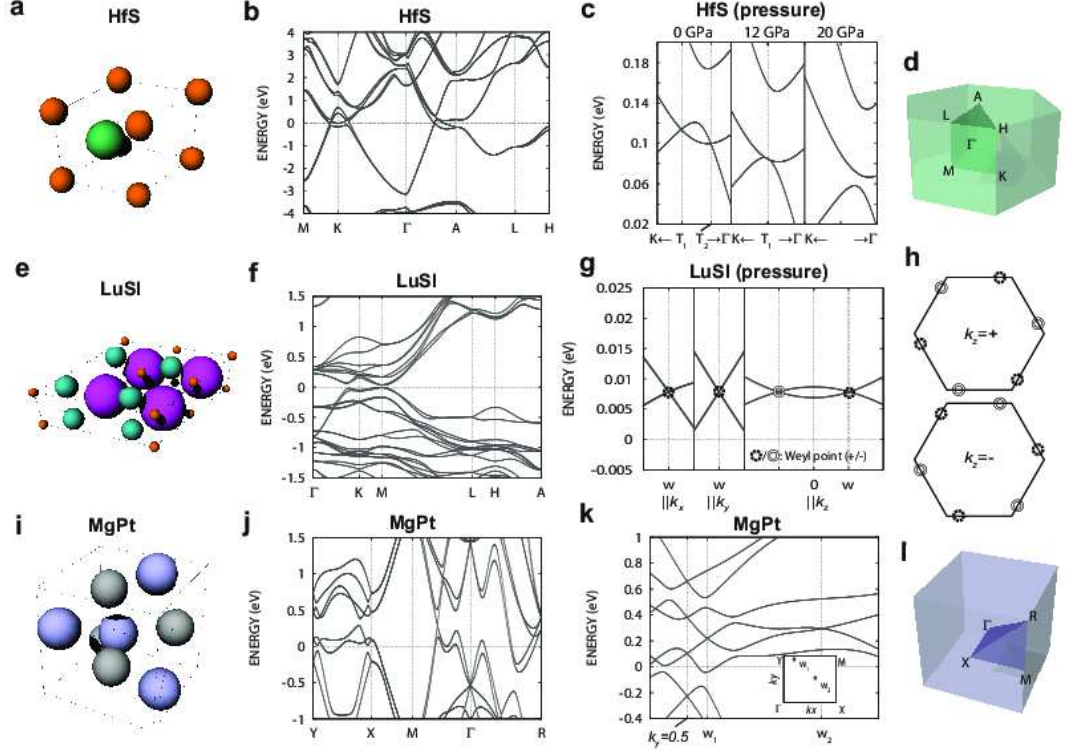 a
HfS
b
HfS
ENERGY (eV)
4
3
2
1
0
-1
-2
-3
-4
M K Γ A L H
c
HfS (pressure)
0 GPa 12 GPa 20 GPa
ENERGY (eV)
0.18
0.14
0.1
0.06
0.02
K← T1 T2 →Γ K← T1 →Γ K← →Γ
d
A
L H
Γ
M K
e
LuSI
f
LuSI
ENERGY (eV)
1.5
1
0.5
0
-0.5
-1
-1.5
Γ K M L H A
g
LuSI (pressure)
ENERGY (eV)
0.025
0.02
0.015
0.01
0.005
0
-0.005
/ : Weyl point (+/-)
w w 0 w
||kx ||ky ||kz
h
kz=+
kz=-
i
MgPt
j
MgPt
ENERGY (eV)
1.5
1
0.5
0
-0.5
-1
Y X M Γ R
k
MgPt
ENERGY (eV)
1
0.8
0.6
0.4
0.2
0
-0.2
-0.4
Y w1 M
ky w2
Γ kx X
ky=0.5 w1 w2
l
Γ R
X
M